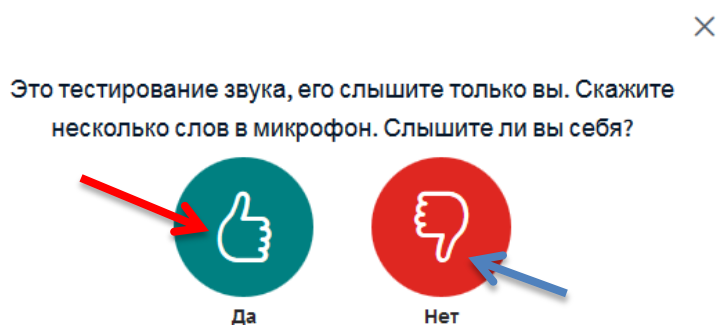 Это тестирование звука, его слышите только вы. Скажите
несколько слов в микрофон. Слышите ли вы себя?
Да
Нет